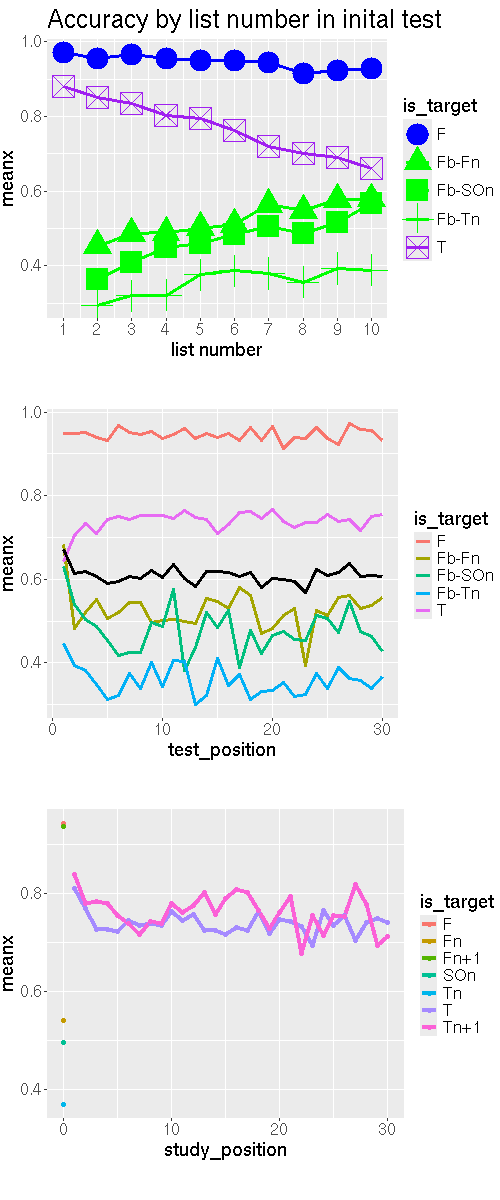 Accuracy by list number in inital test
1.0
0.8
0.6
0.4
meanx
1 2 3 4 5 6 7 8 9 10
list number
is_target
F
Fb-Fn
Fb-SOn
Fb-Tn
T
1.0
0.8
0.6
0.4
meanx
0 10 20 30
test_position
is_target
F
Fb-Fn
Fb-SOn
Fb-Tn
T
0.8
0.6
0.4
meanx
0 10 20 30
study_position
is_target
F
Fn
Fn+1
SOn
Tn
T
Tn+1